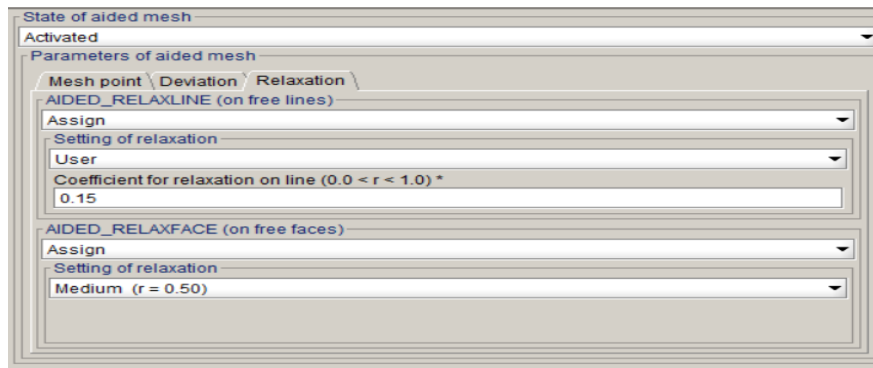 State of aided mesh
Activated
Parameters of aided mesh
Mesh point Deviation Relaxation
AIDED_RELAXLINE (on free lines)
Assign
Setting of relaxation
User
Coefficient for relaxation on line (0.0 < r < 1.0) *
0.15
AIDED_RELAXFACE (on free faces)
Assign
Setting of relaxation
Medium (r = 0.50)